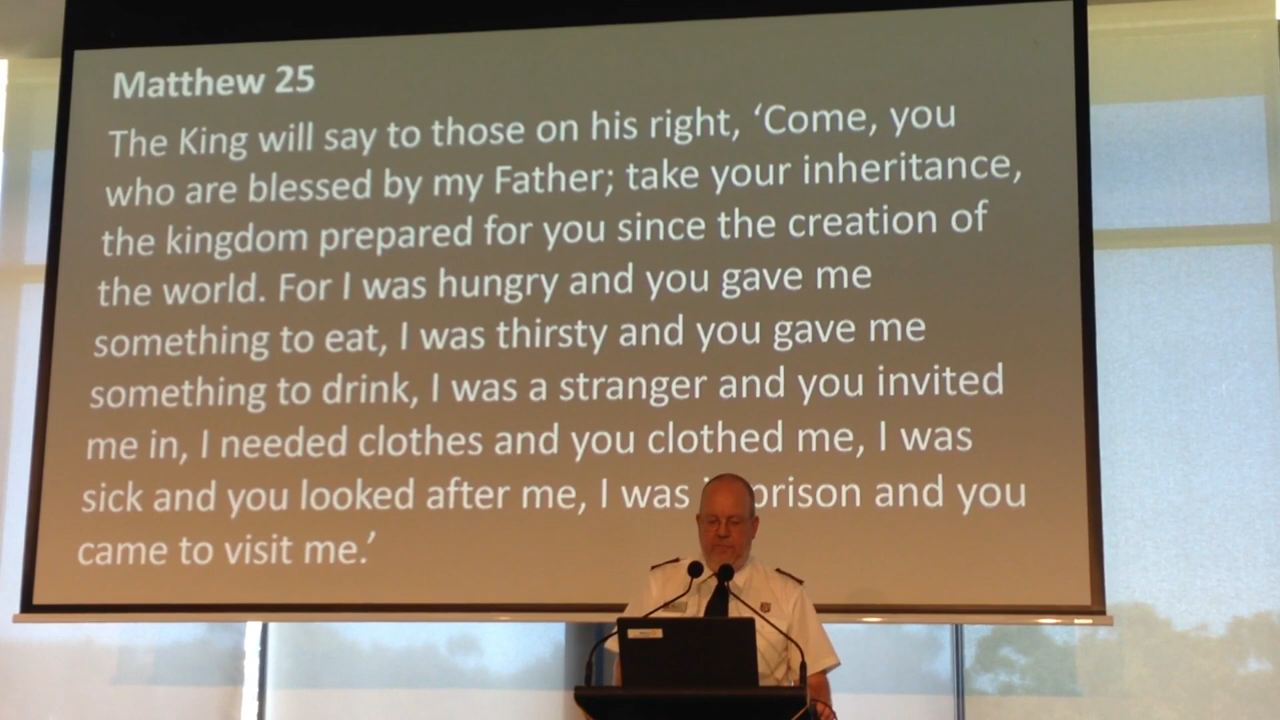 Matthew 25
The King will say to those on his right, ‘Come, you
who are blessed by my Father; take your inheritance,
the kingdom prepared for you since the creation of
the world. For I was hungry and you gave me
something to eat, I was thirsty and you gave me
something to drink, I was a stranger and you invited
me in, I needed clothes and you clothed me, I was
sick and you looked after me, I was prison and you
came to visit me.’